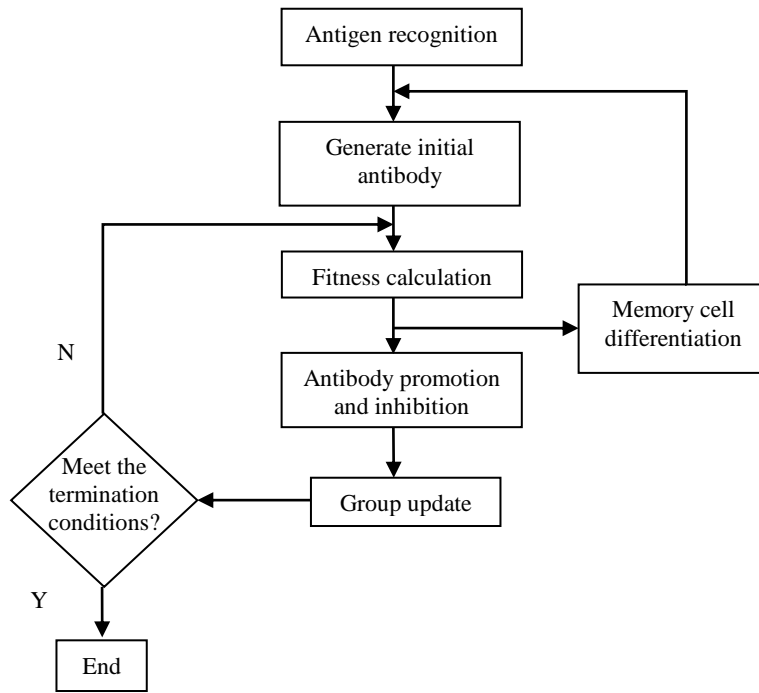 Antigen recognition
Generate initial
antibody
Fitness calculation
Memory cell
differentiation
N
Antibody promotion
and inhibition
Meet the
termination
conditions?
Group update
Y
End